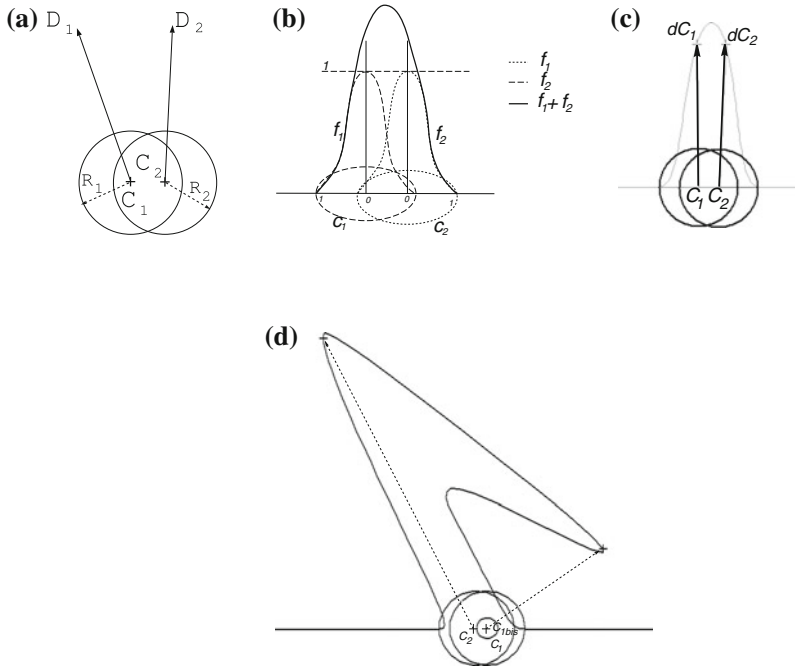 (a)
D1 D2
R1 C2 R2
C1
(b)
1
f1 f2
1 0 0 1
C1 C2
f1
f2
f1+f2
(c)
dC1 dC2
C1 C2
(d)
C2 C1bis
C1